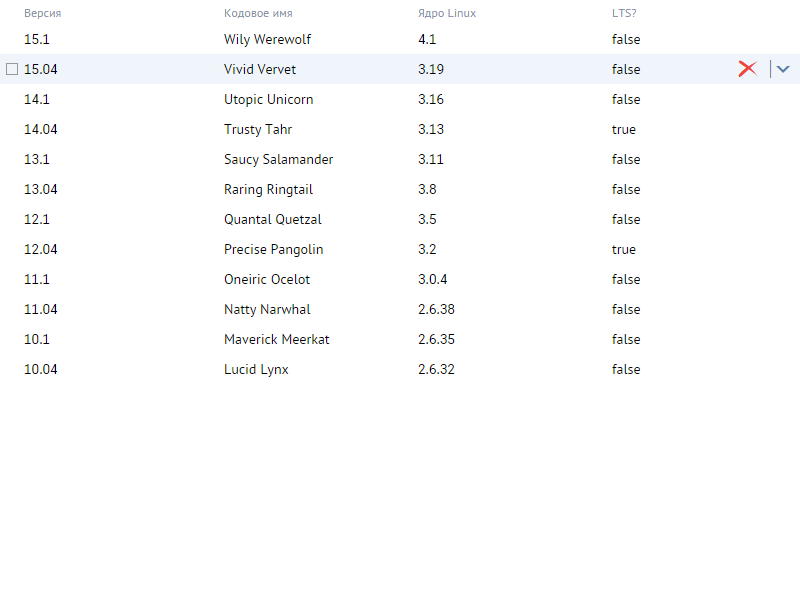 Версия Кодовое имя Ядро Linux LTS?
15.1 Wily Werewolf 4.1 false
15.04 Vivid Vervet 3.19 false
14.1 Utopic Unicorn 3.16 false
14.04 Trusty Tahr 3.13 true
13.1 Saucy Salamander 3.11 false
13.04 Raring Ringtail 3.8 false
12.1 Quantal Quetzal 3.5 false
12.04 Precise Pangolin 3.2 true
11.1 Oneiric Ocelot 3.0.4 false
11.04 Natty Narwhal 2.6.38 false
10.1 Maverick Meerkat 2.6.35 false
10.04 Lucid Lynx 2.6.32 false